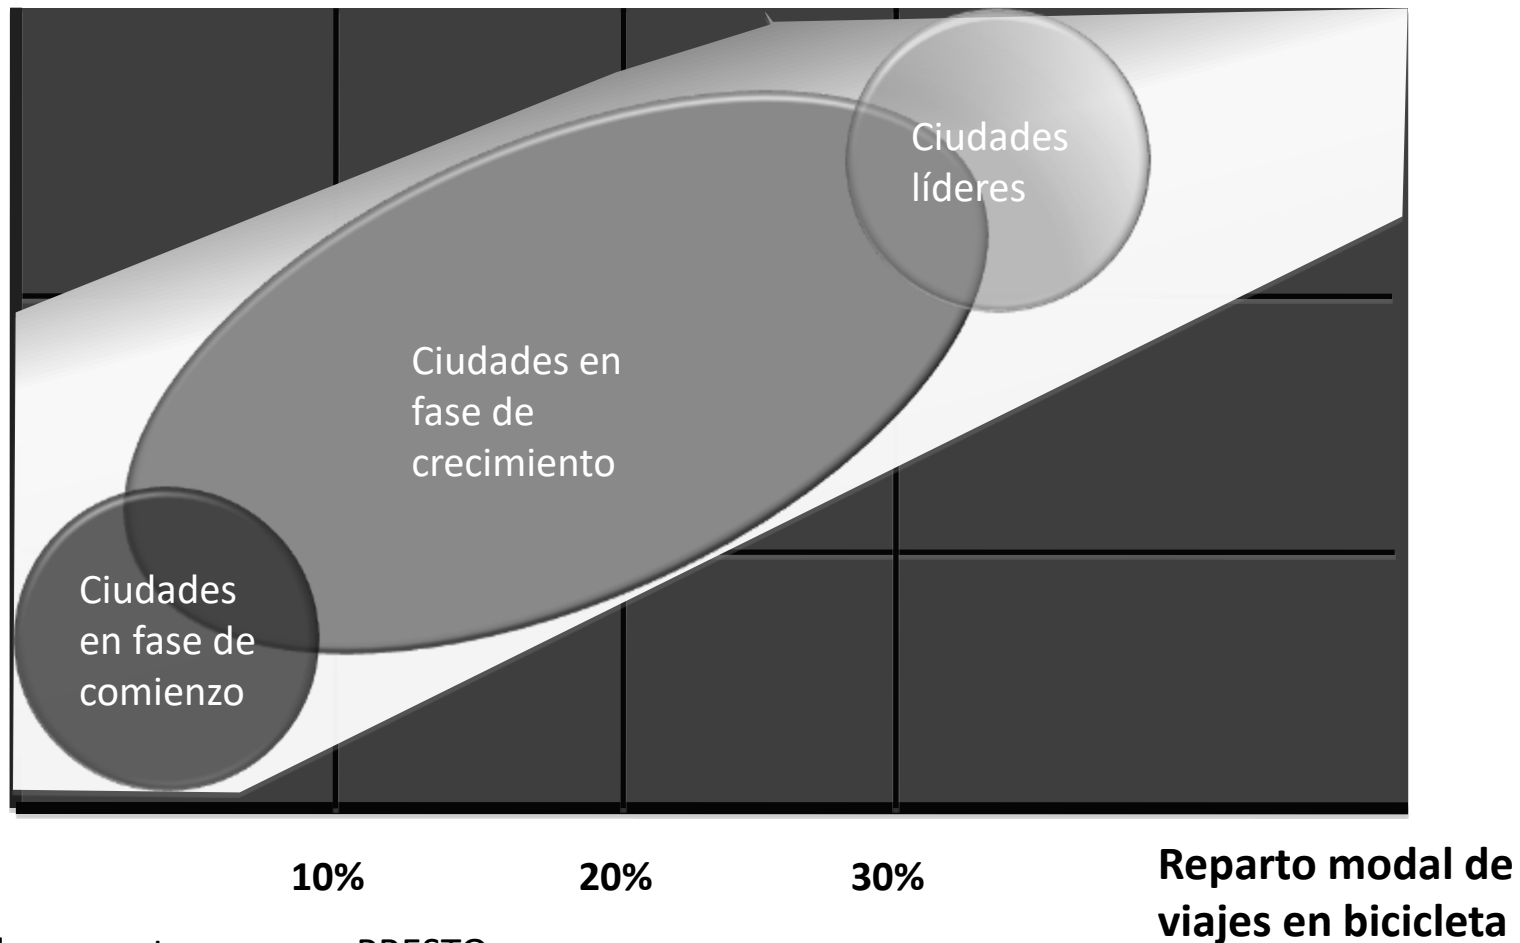 Ciudades
líderes
Ciudades en
fase de
crecimiento
Ciudades
en fase de
comienzo
10%
20%
30%
Reparto modal de
viajes en bicicleta
PRESTO